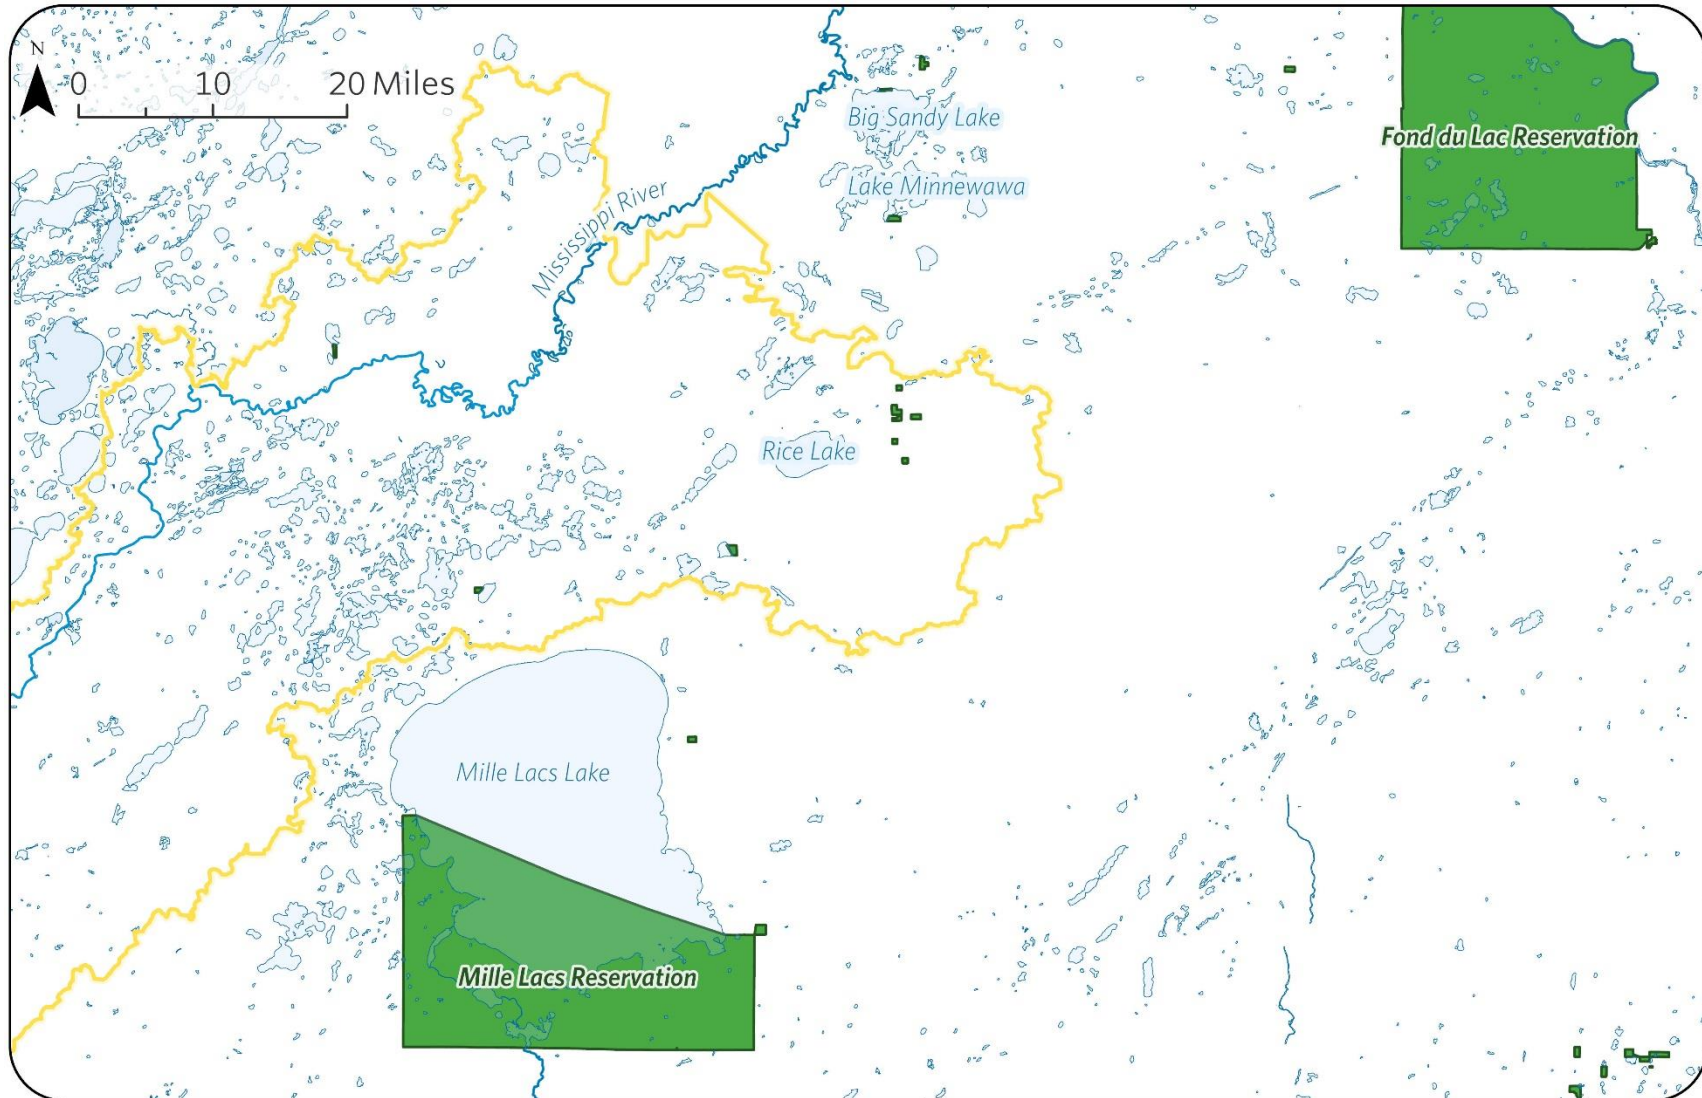 N
0 10 20 Miles
Big Sandy Lake
Fond du Lac Reservation
Lake Minnewawa
Mississippi River
Rice Lake
Mille Lacs Lake
Mille Lacs Reservation